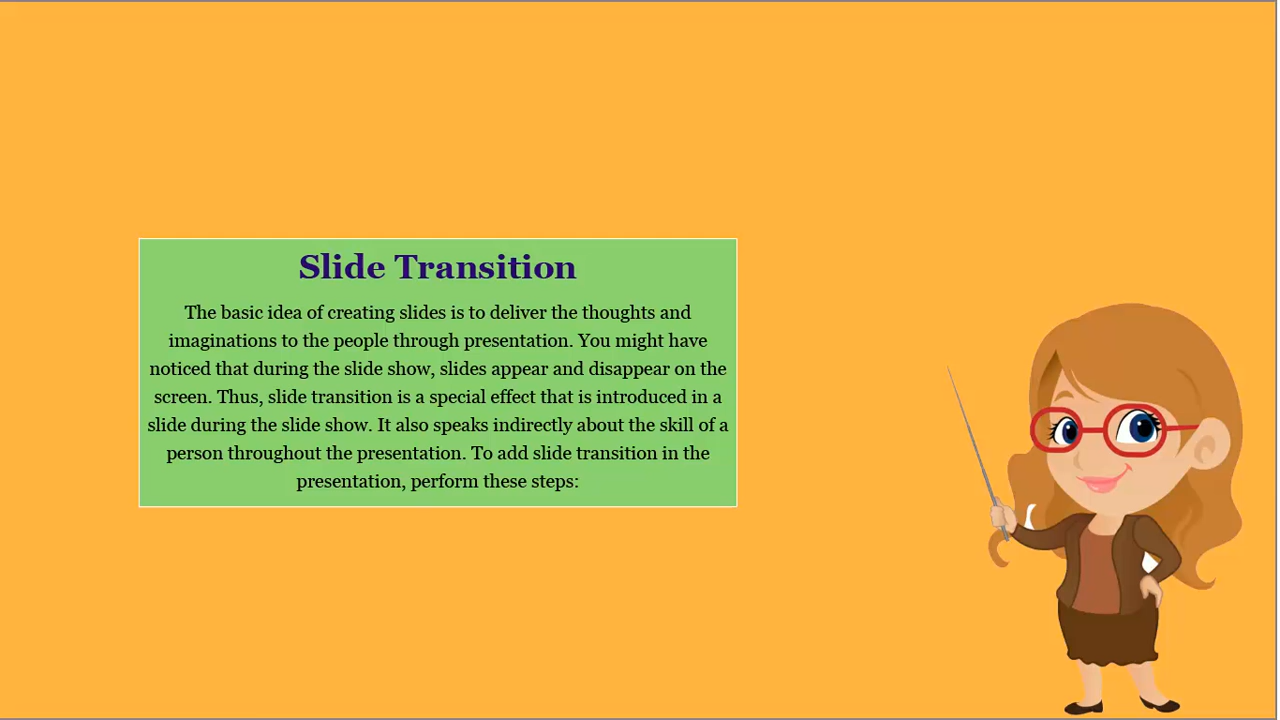 Slide Transition
The basic idea of creating slides is to deliver the thoughts and
imaginations to the people through presentation. You might have
noticed that during the slide show, slides appear and disappear on the
screen. Thus, slide transition is a special effect that is introduced in a
slide during the slide show. It also speaks indirectly about the skill of a
person throughout the presentation. To add slide transition in the
presentation, perform these steps: